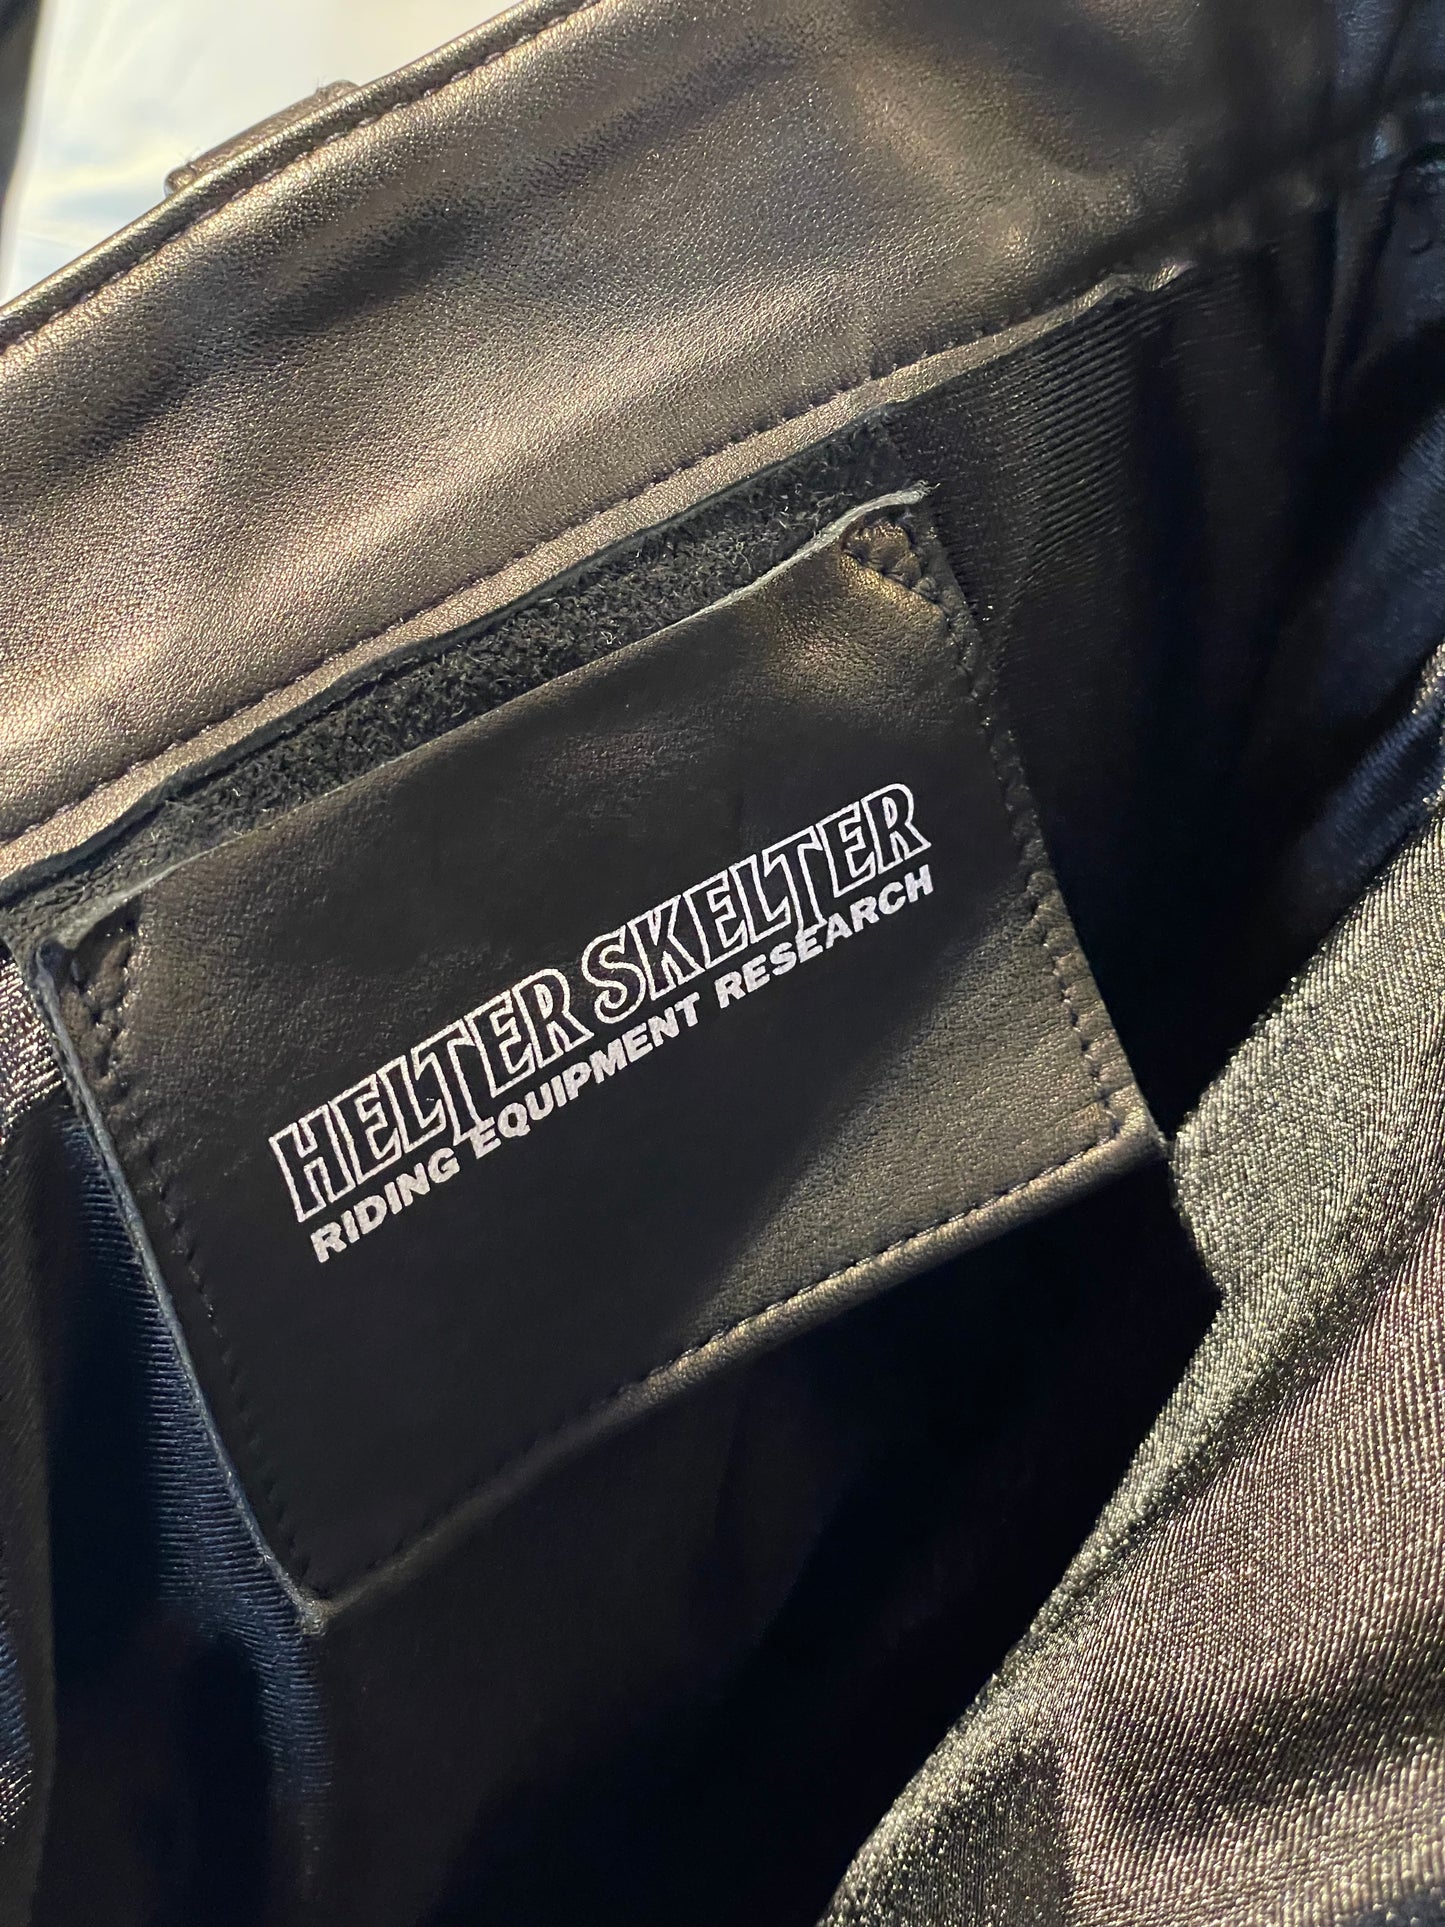 HELTER SKELTER
RIDING EQUIPMENT RESEARCH